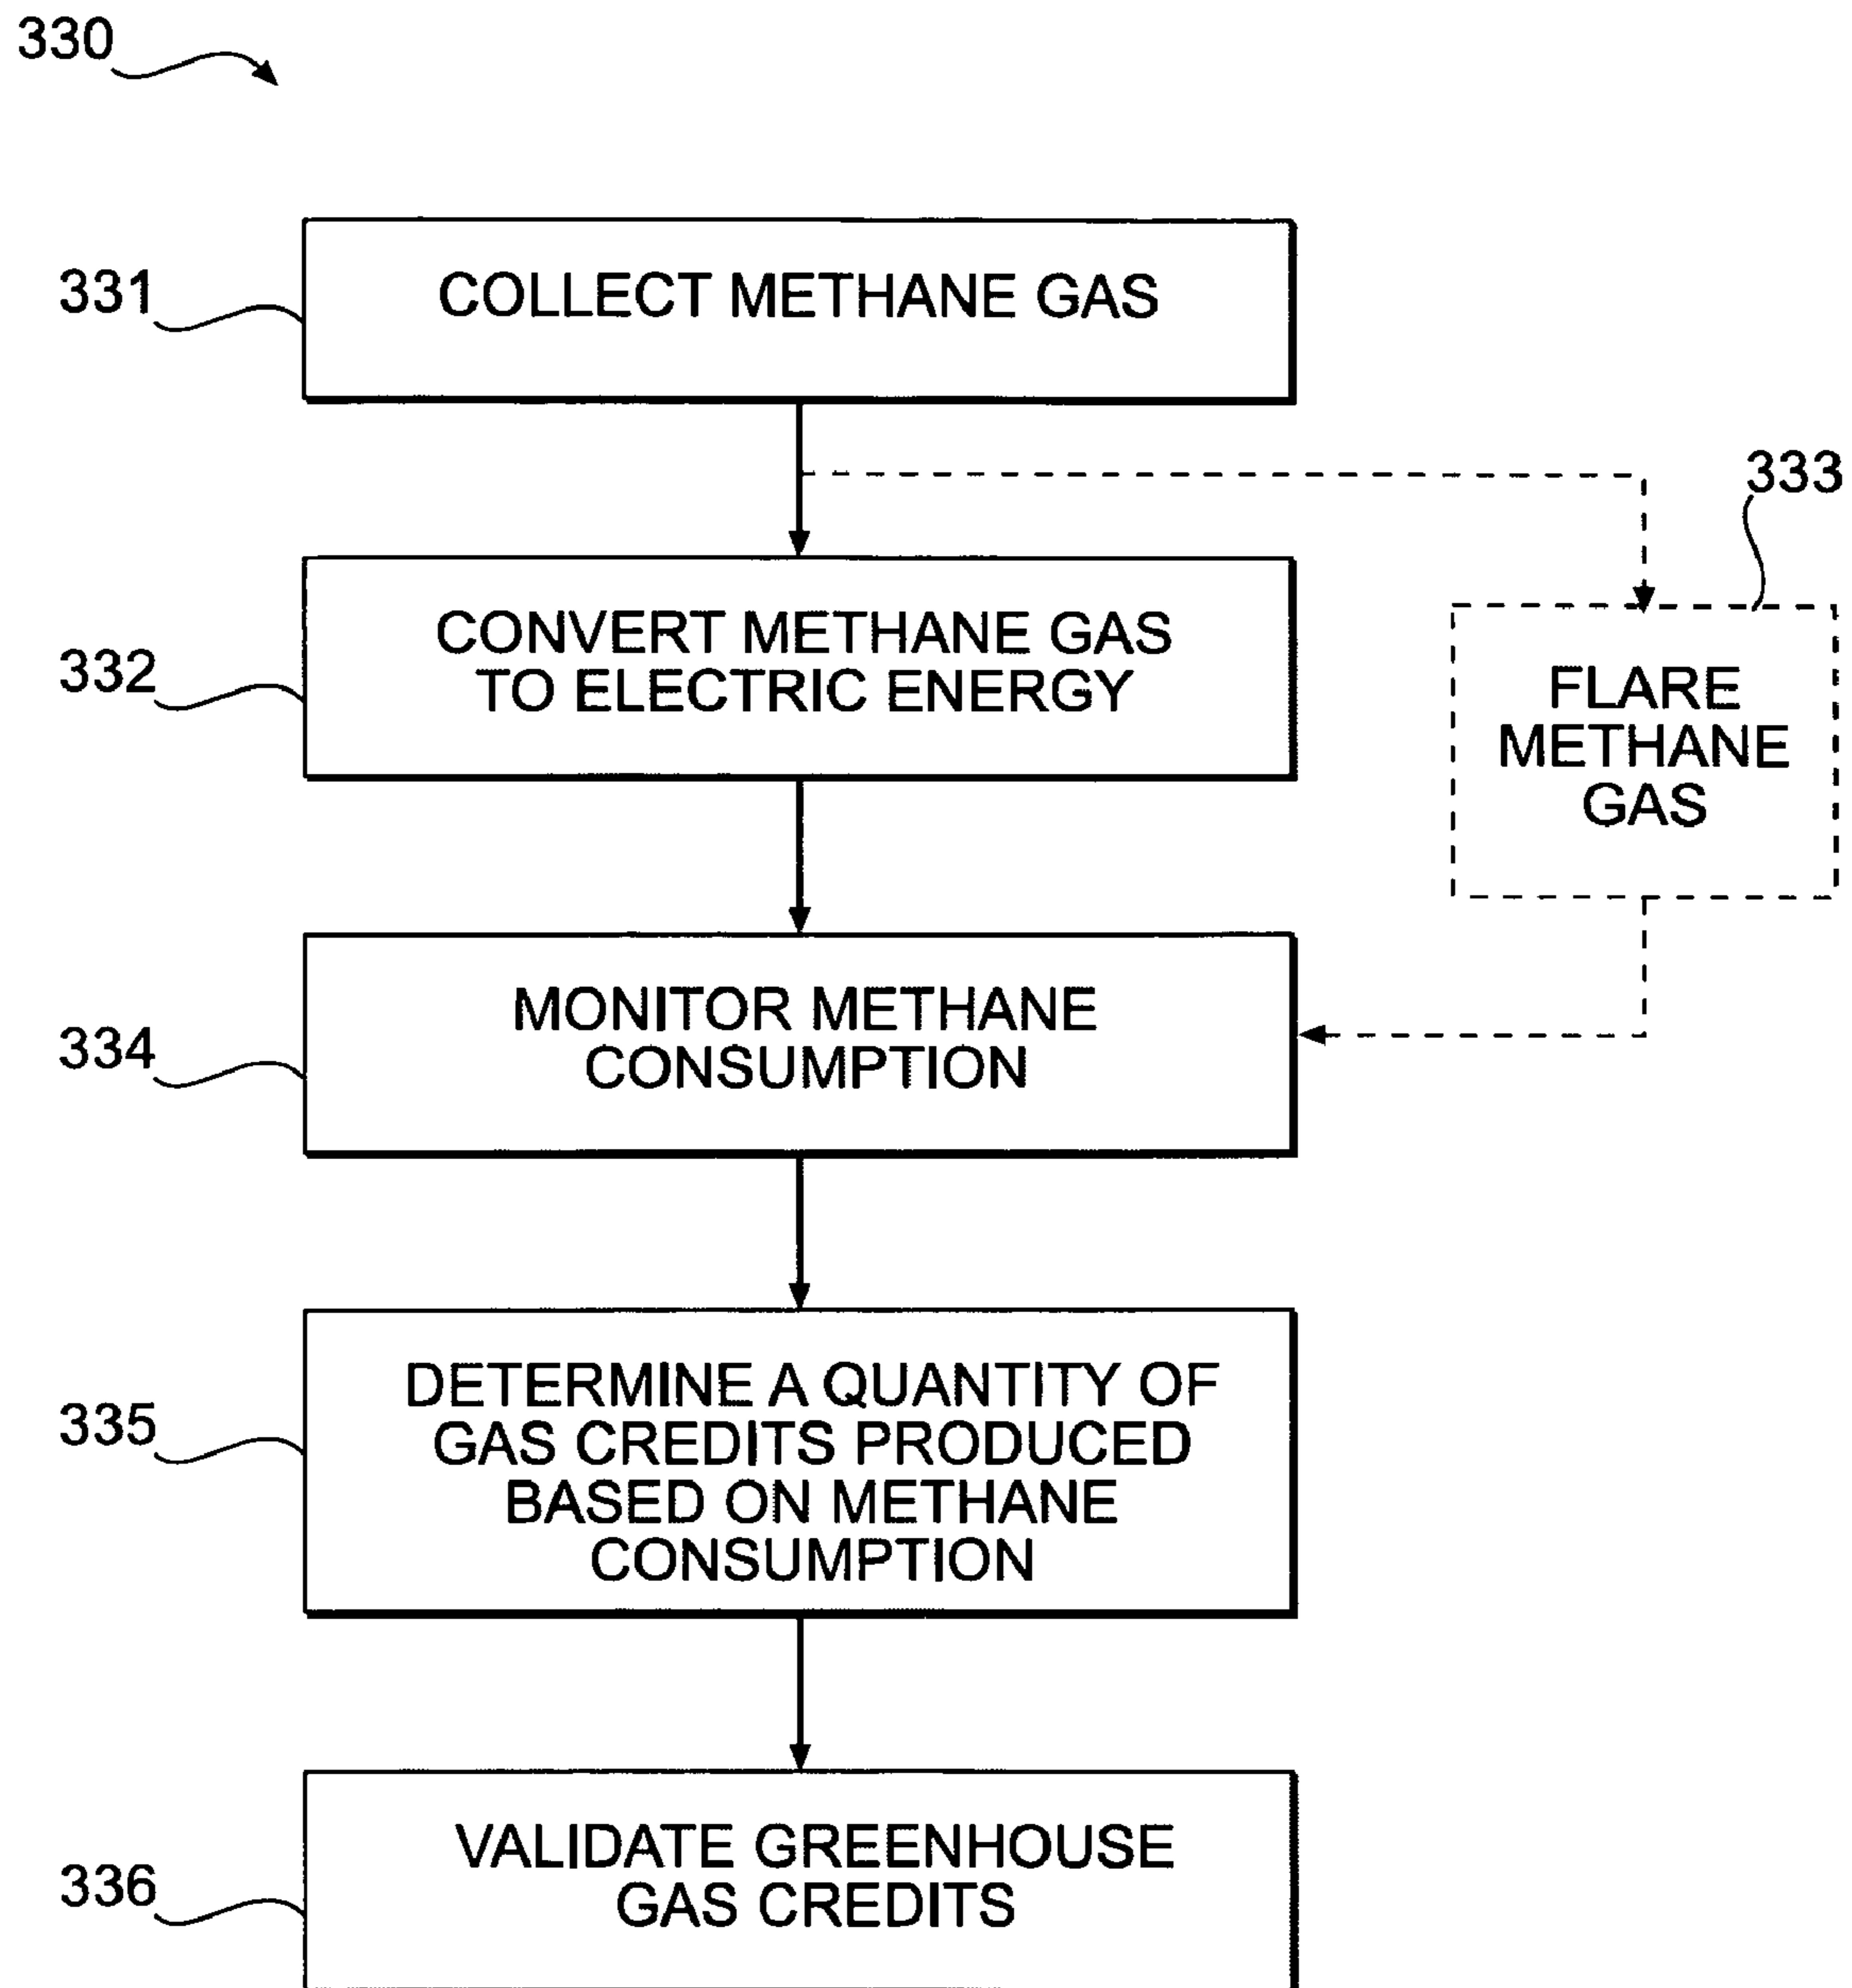 330
331
COLLECT METHANE GAS
333
332
CONVERT METHANE GAS
TO ELECTRIC ENERGY
FLARE
METHANE
GAS
334
MONITOR METHANE
CONSUMPTION
335
DETERMINE A QUANTITY OF
GAS CREDITS PRODUCED
BASED ON METHANE
CONSUMPTION
336
VALIDATE GREENHOUSE
GAS CREDITS